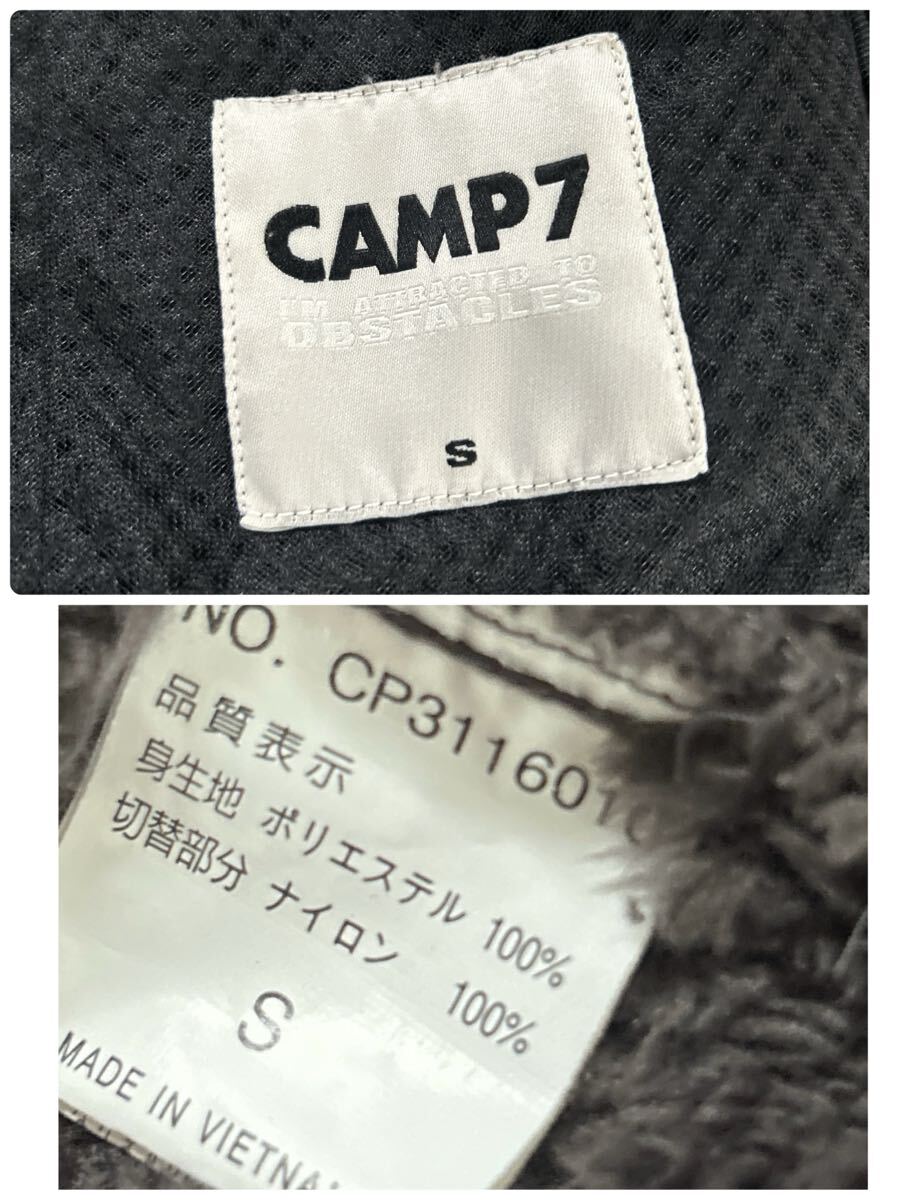 CAMP7
I'M ATTRACTED TO
OBSTACLES
S
NO. CP311601
品質表示
身生地 ポリエステル 100%
切替部分 ナイロン 100%
S
MADE IN VIETNA